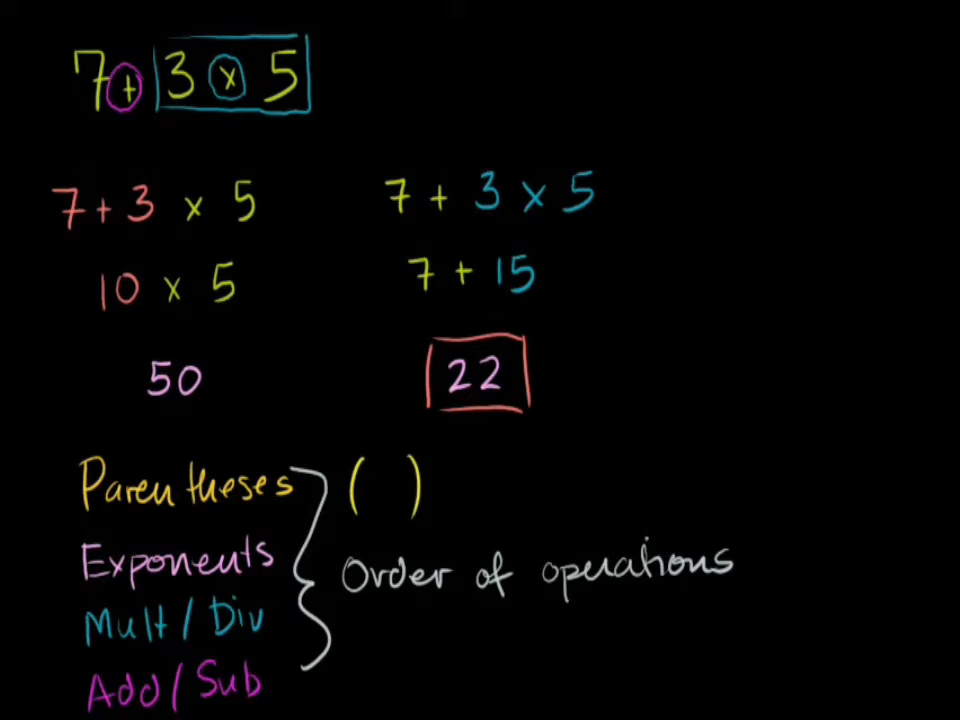 7 + 3 × 5
7 + 3 × 5
10 × 5
50
7 + 3 × 5
7 + 15
22
Parentheses ( )
Exponents
Mult / Div
Add / Sub
Order of operations